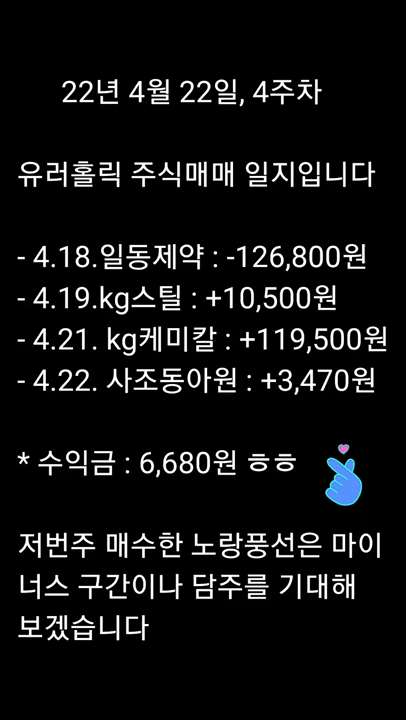 22년 4월 22일, 4주차
유러홀릭 주식매매 일지입니다
- 4.18.일동제약 : -126,800원
- 4.19.kg스틸 : +10,500원
- 4.21. kg케미칼 : +119,500원
- 4.22. 사조동아원 : +3,470원
* 수익금 : 6,680원 ㅎㅎ
저번주 매수한 노랑풍선은 마이
너스 구간이나 담주를 기대해
보겠습니다